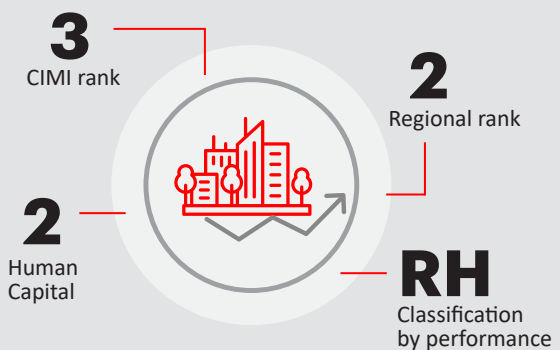 3
CIMI rank
2
Regional rank
2
Human
Capital
RH
Classification
by performance